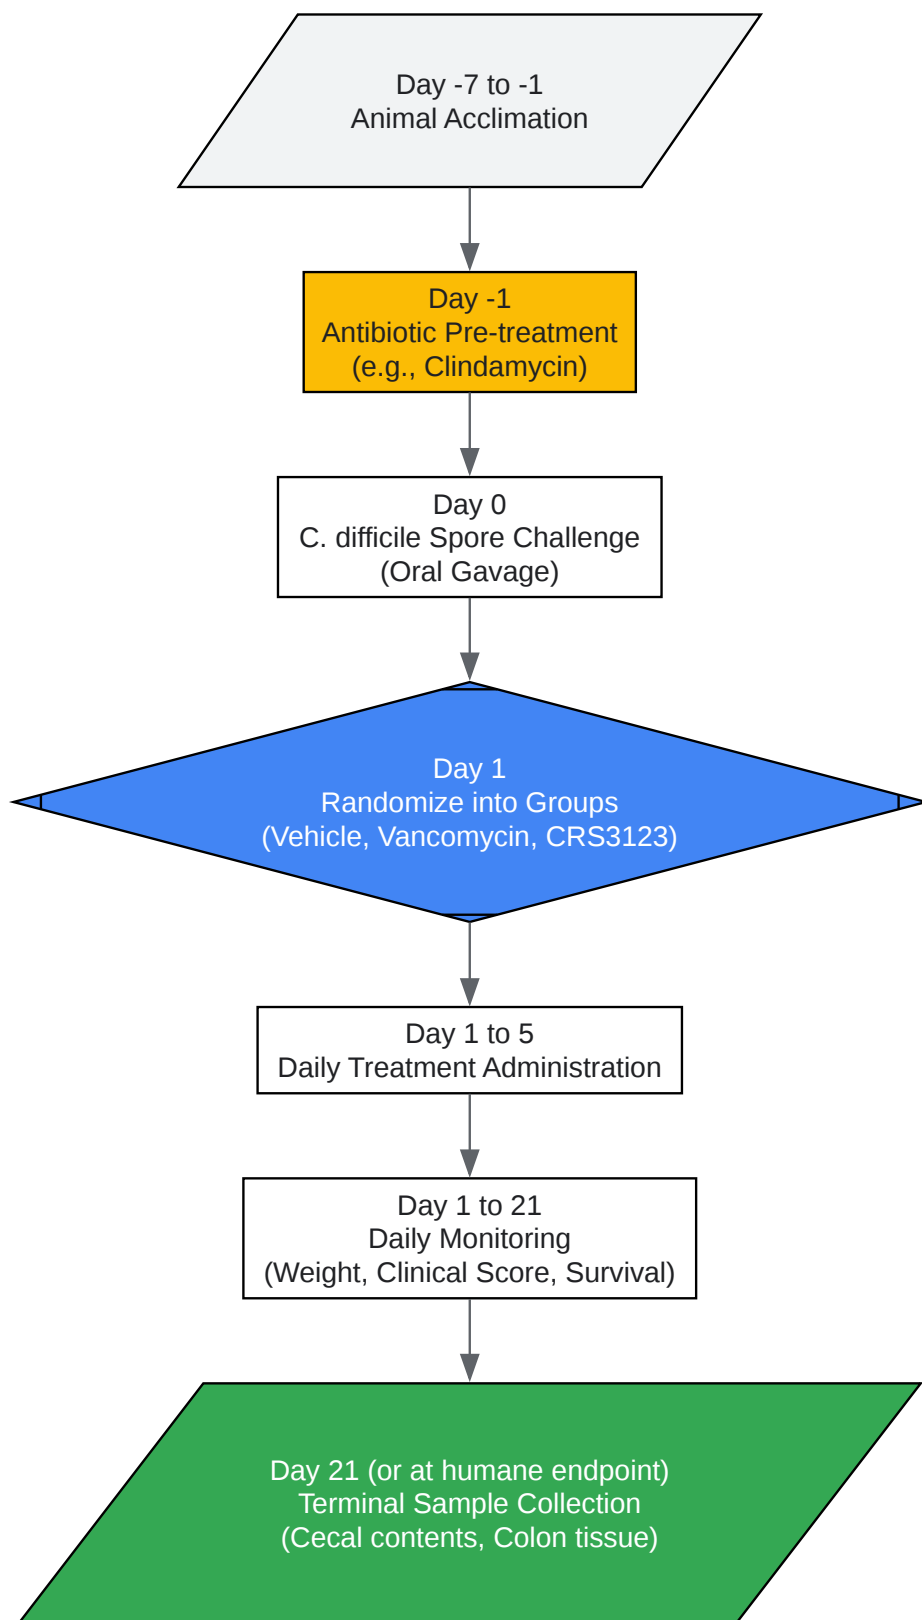 Day -7 to -1
Animal Acclimation
Day -1
Antibiotic Pre-treatment
(e.g., Clindamycin)
Day 0
C. difficile Spore Challenge
(Oral Gavage)
Day 1
Randomize into Groups
(Vehicle, Vancomycin, CRS3123)
Day 1 to 5
Daily Treatment Administration
Day 1 to 21
Daily Monitoring
(Weight, Clinical Score, Survival)
Day 21 (or at humane endpoint)
Terminal Sample Collection
(Cecal contents, Colon tissue)